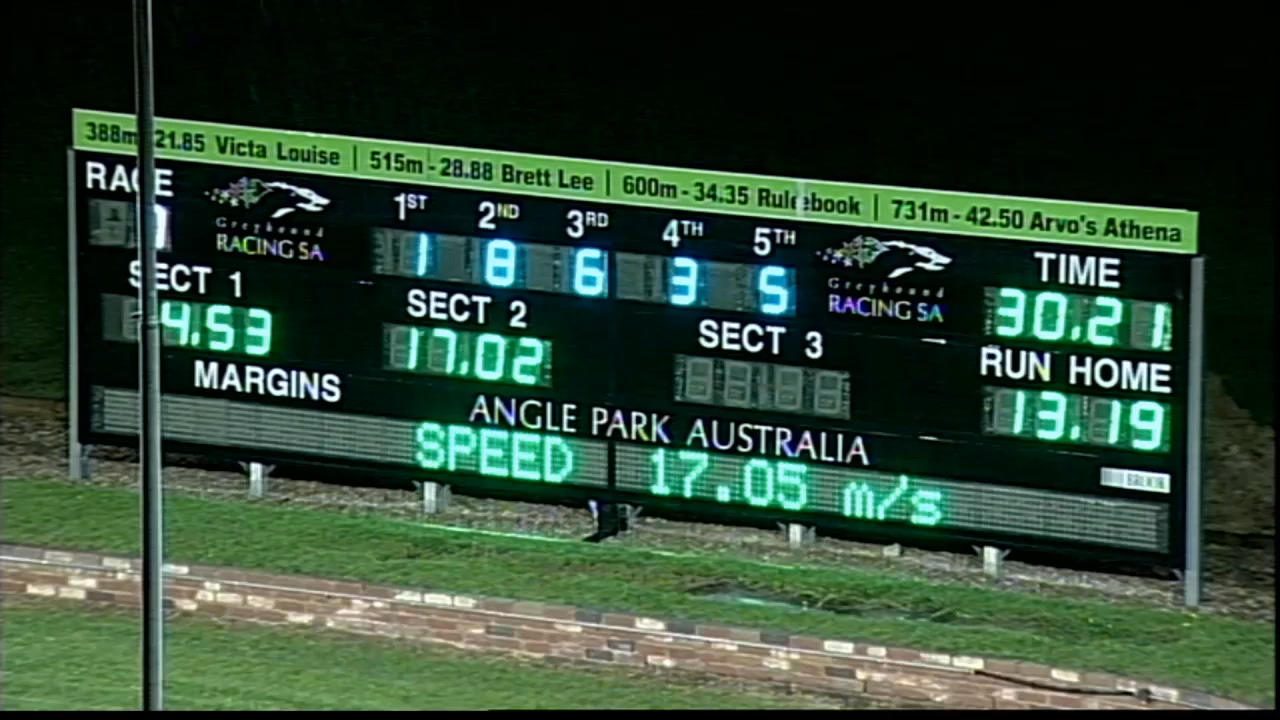 388m 21.85 Victa Louise | 515m - 28.88 Brett Lee | 600m - 34.35 Rulebook | 731m - 42.50 Arvo's Athena
RACE
Greyhound
RACING SA
1ST 2ND 3RD 4TH 5TH
1 8 6 3 5
Greyhound
RACING SA
TIME
30.21
SECT 1
4.53
SECT 2
17.02
SECT 3
RUN HOME
13.19
MARGINS
ANGLE PARK AUSTRALIA
SPEED 17.05 m/s